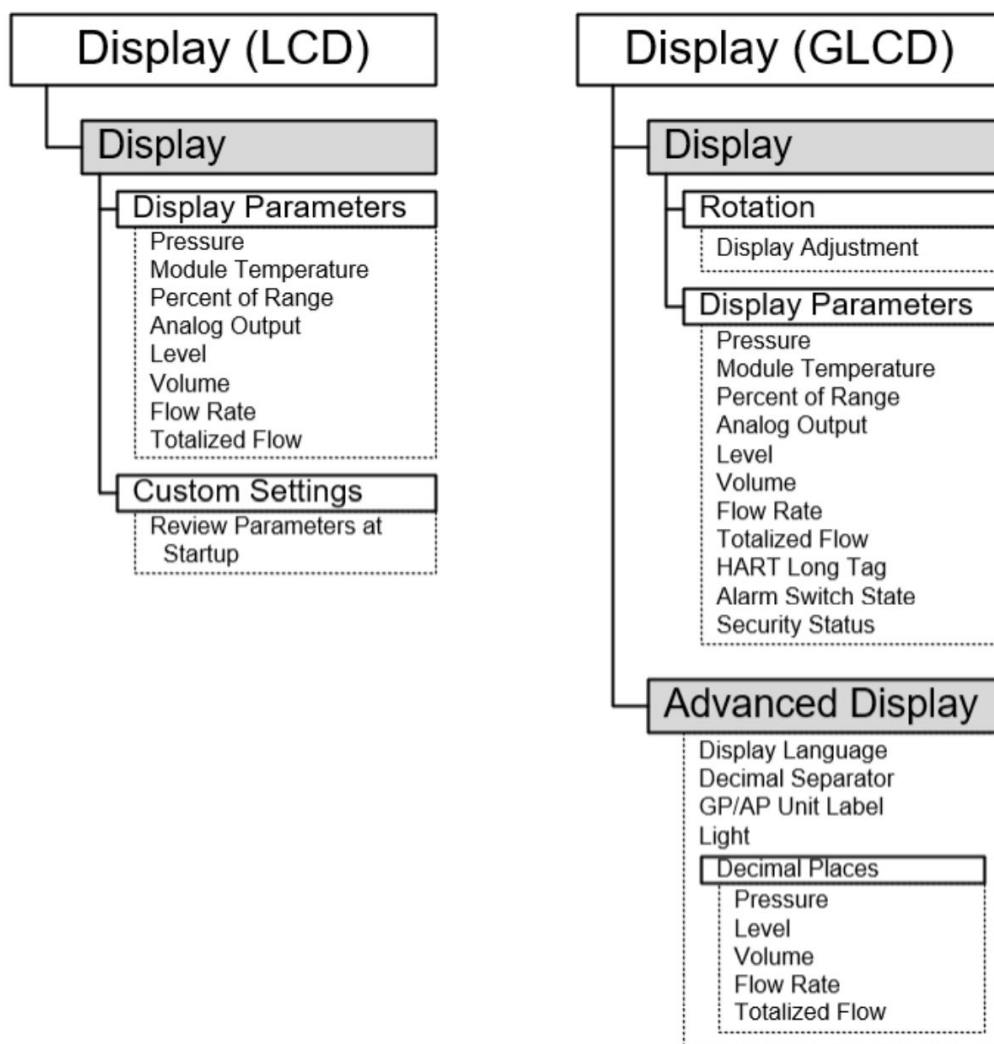 Display (LCD)
Display
Display Parameters
Pressure
Module Temperature
Percent of Range
Analog Output
Level
Volume
Flow Rate
Totalized Flow
Custom Settings
Review Parameters at
Startup
Display (GLCD)
Display
Rotation
Display Adjustment
Display Parameters
Pressure
Module Temperature
Percent of Range
Analog Output
Level
Volume
Flow Rate
Totalized Flow
HART Long Tag
Alarm Switch State
Security Status
Advanced Display
Display Language
Decimal Separator
GP/AP Unit Label
Light
Decimal Places
Pressure
Level
Volume
Flow Rate
Totalized Flow